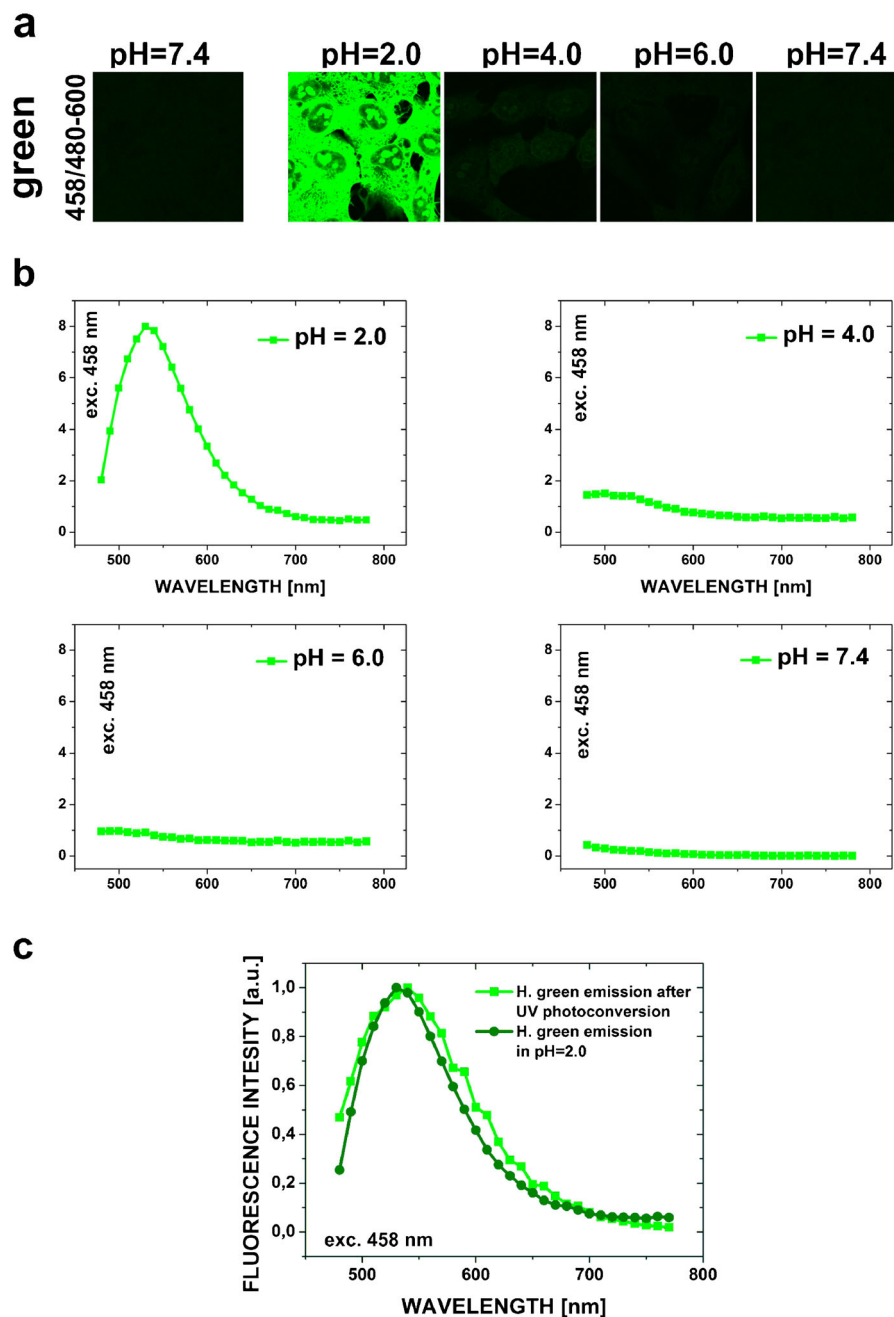 a
pH=7.4 pH=2.0 pH=4.0 pH=6.0 pH=7.4
green
458/480-600
b
exc. 458 nm
pH = 2.0
8
6
4
2
0
500 600 700 800
WAVELENGTH [nm]
exc. 458 nm
pH = 4.0
8
6
4
2
0
500 600 700 800
WAVELENGTH [nm]
exc. 458 nm
pH = 6.0
8
6
4
2
0
500 600 700 800
exc. 458 nm
pH = 7.4
8
6
4
2
0
500 600 700 800
c
FLUORESCENCE INTESITY [a.u.]
1,0
0,8
0,6
0,4
0,2
0,0
H. green emission after
UV photoconversion
H. green emission
in pH=2.0
exc. 458 nm
500 600 700 800
WAVELENGTH [nm]